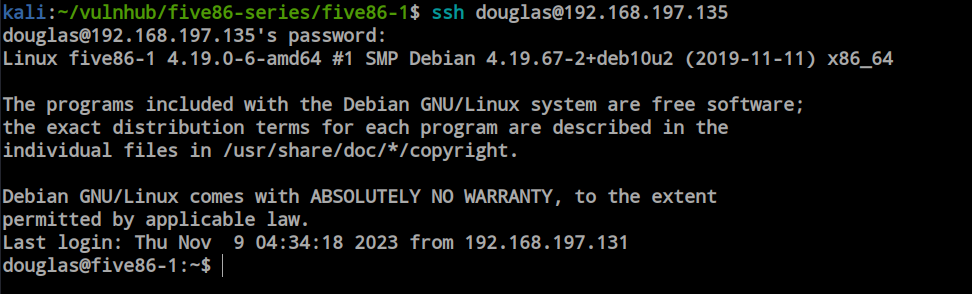 kali:~/vulnhub/five86-series/five86-1$ ssh douglas@192.168.197.135
douglas@192.168.197.135's password:
Linux five86-1 4.19.0-6-amd64 #1 SMP Debian 4.19.67-2+deb10u2 (2019-11-11) x86_64

The programs included with the Debian GNU/Linux system are free software;
the exact distribution terms for each program are described in the
individual files in /usr/share/doc/*/copyright.

Debian GNU/Linux comes with ABSOLUTELY NO WARRANTY, to the extent
permitted by applicable law.
Last login: Thu Nov  9 04:34:18 2023 from 192.168.197.131
douglas@five86-1:~$